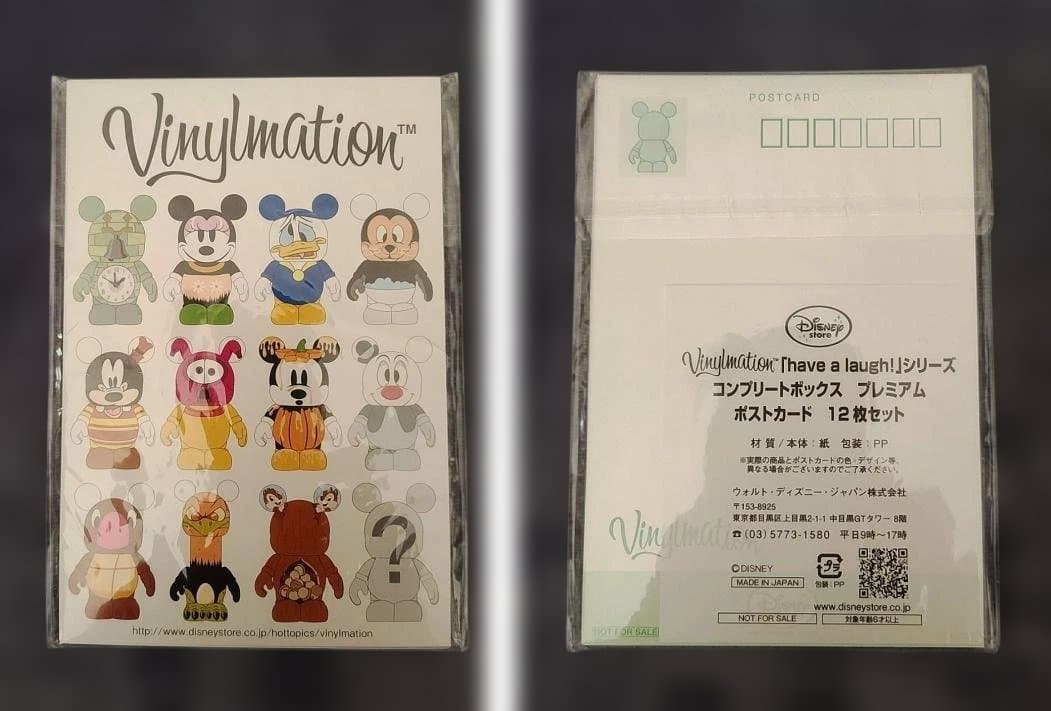 Vinylmation™
?
http://www.disneystore.co.jp/hottopics/vinylmation
POSTCARD
Disney
store
Vinylmation™「have a laugh!」シリーズ
コンプリートボックス プレミアム
ポストカード 12枚セット
材質/本体:紙 包装:PP
※実際の商品とポストカードの色・デザイン等、
異なる場合がございますのでご了承ください。
ウォルト・ディズニー・ジャパン株式会社
〒153-8925
東京都目黒区上目黒2-1-1 中目黒GTタワー 8階
☎(03)5773-1580 平日9時〜17時
Vinylmation
©DISNEY
MADE IN JAPAN
プラ
包装:PP
www.disneystore.co.jp
NOT FOR SALE
対象年齢6才以上
NOT FOR SALE